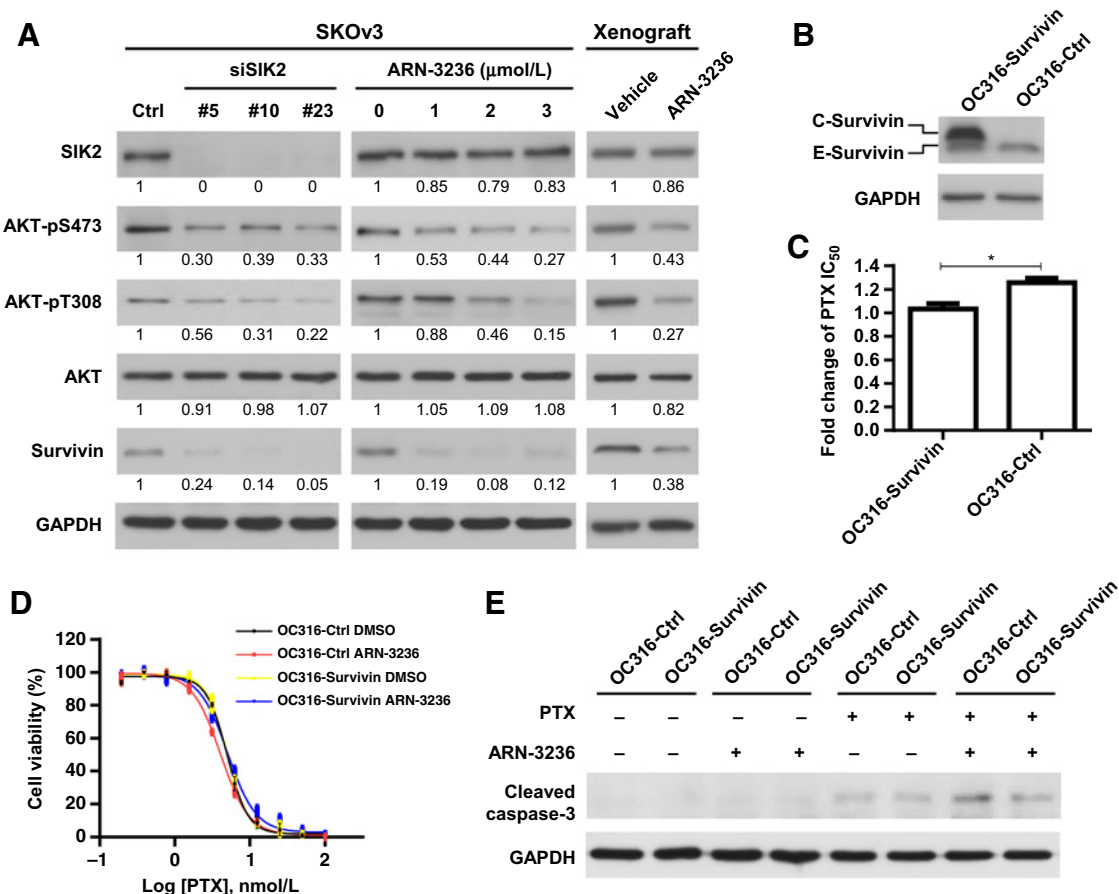 A
SKOv3
Xenograft
siSIK2
ARN-3236 (μmol/L)
Ctrl #5 #10 #23 0 1 2 3 Vehicle ARN-3236
SIK2
1 0 0 0 1 0.85 0.79 0.83 1 0.86
AKT-pS473
1 0.30 0.39 0.33 1 0.53 0.44 0.27 1 0.43
AKT-pT308
1 0.56 0.31 0.22 1 0.88 0.46 0.15 1 0.27
AKT
1 0.91 0.98 1.07 1 1.05 1.09 1.08 1 0.82
Survivin
1 0.24 0.14 0.05 1 0.19 0.08 0.12 1 0.38
GAPDH
B
OC316-Survivin
OC316-Ctrl
C-Survivin
E-Survivin
GAPDH
C
Fold change of PTX IC50
1.4
1.2
1.0
0.8
0.6
0.4
0.2
0.0
*
OC316-Survivin
OC316-Ctrl
D
Cell viability (%)
120
100
80
60
40
20
0
−1 0 1 2
Log [PTX], nmol/L
OC316-Ctrl DMSO
OC316-Ctrl ARN-3236
OC316-Survivin DMSO
OC316-Survivin ARN-3236
E
OC316-Ctrl OC316-Survivin OC316-Ctrl OC316-Survivin OC316-Ctrl OC316-Survivin OC316-Ctrl OC316-Survivin
PTX − − − − + + + +
ARN-3236 − − + + − − + +
Cleaved
caspase-3
GAPDH